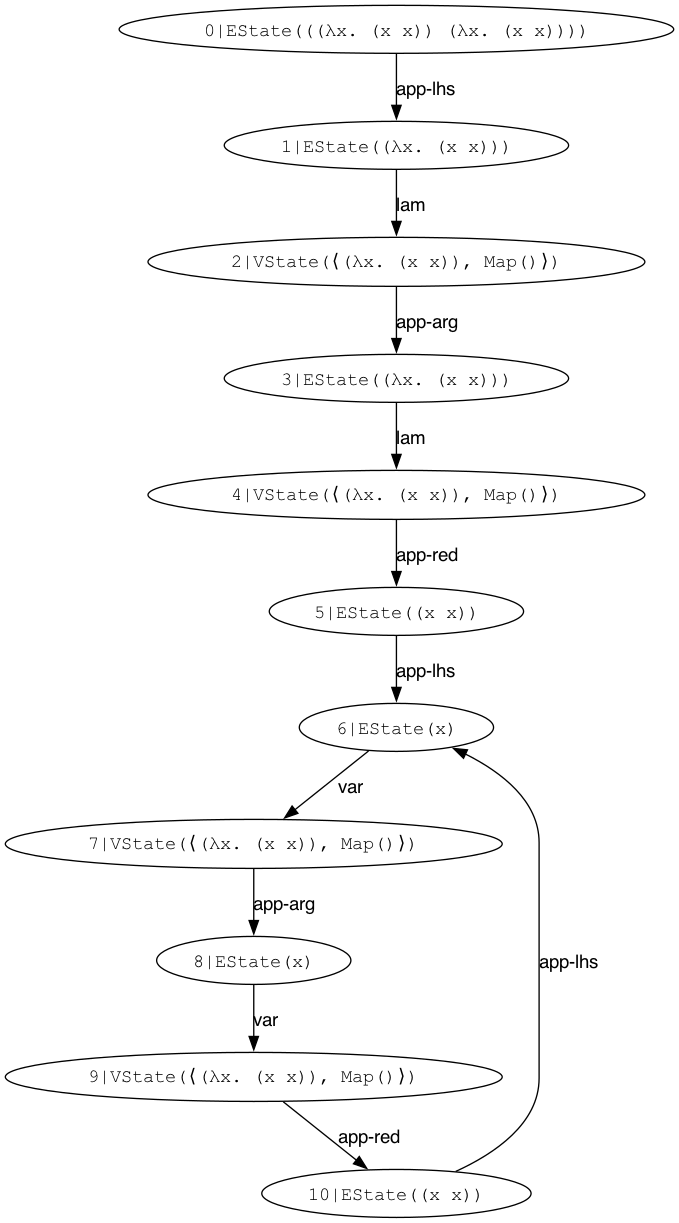 0|EState(((λx. (x x)) (λx. (x x))))
app-lhs
1|EState((λx. (x x)))
lam
2|VState(⟨(λx. (x x)), Map()⟩)
app-arg
3|EState((λx. (x x)))
lam
4|VState(⟨(λx. (x x)), Map()⟩)
app-red
5|EState((x x))
app-lhs
6|EState(x)
var
7|VState(⟨(λx. (x x)), Map()⟩)
app-arg
8|EState(x)
app-lhs
var
9|VState(⟨(λx. (x x)), Map()⟩)
app-red
10|EState((x x))